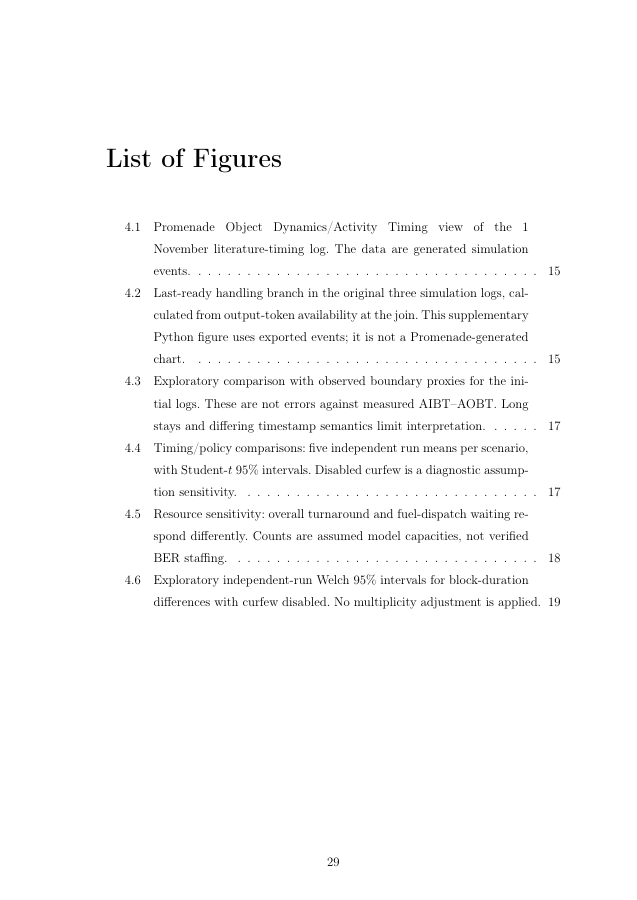 List of Figures
4.1 Promenade Object Dynamics/Activity Timing view of the 1
November literature-timing log. The data are generated simulation
events. . . . . . . . . . . . . . . . . . . . . . . . . . . . . . . . . . . . 15
4.2 Last-ready handling branch in the original three simulation logs, cal-
culated from output-token availability at the join. This supplementary
Python figure uses exported events; it is not a Promenade-generated
chart. . . . . . . . . . . . . . . . . . . . . . . . . . . . . . . . . . . . 15
4.3 Exploratory comparison with observed boundary proxies for the ini-
tial logs. These are not errors against measured AIBT–AOBT. Long
stays and differing timestamp semantics limit interpretation. . . . . . 17
4.4 Timing/policy comparisons: five independent run means per scenario,
with Student-t 95% intervals. Disabled curfew is a diagnostic assump-
tion sensitivity. . . . . . . . . . . . . . . . . . . . . . . . . . . . . . . 17
4.5 Resource sensitivity: overall turnaround and fuel-dispatch waiting re-
spond differently. Counts are assumed model capacities, not verified
BER staffing. . . . . . . . . . . . . . . . . . . . . . . . . . . . . . . . 18
4.6 Exploratory independent-run Welch 95% intervals for block-duration
differences with curfew disabled. No multiplicity adjustment is applied. 19
29